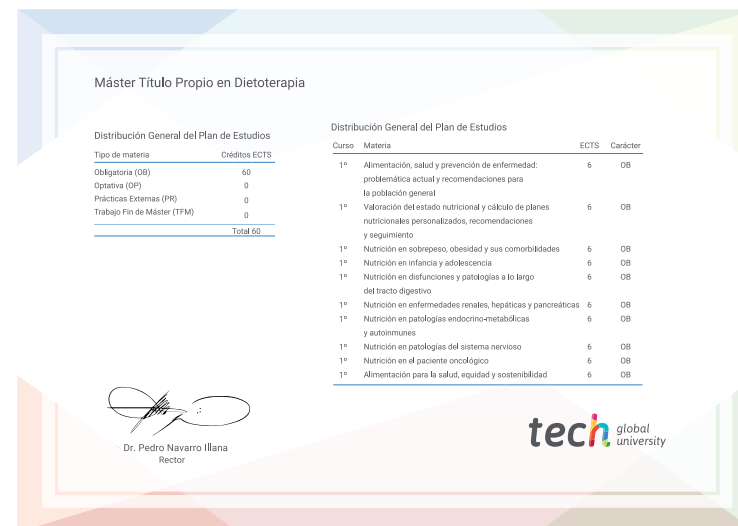 Máster Título Propio en Dietoterapia
Distribución General del Plan de Estudios
Tipo de materia Créditos ECTS
Obligatoria (OB) 60
Optativa (OP) 0
Prácticas Externas (PR) 0
Trabajo Fin de Máster (TFM) 0
Total 60
Distribución General del Plan de Estudios
Curso Materia ECTS Carácter
1º Alimentación, salud y prevención de enfermedad: 6 OB
problemática actual y recomendaciones para
la población general
1º Valoración del estado nutricional y cálculo de planes 6 OB
nutricionales personalizados, recomendaciones
y seguimiento
1º Nutrición en sobrepeso, obesidad y sus comorbilidades 6 OB
1º Nutrición en infancia y adolescencia 6 OB
1º Nutrición en disfunciones y patologías a lo largo 6 OB
del tracto digestivo
1º Nutrición en enfermedades renales, hepáticas y pancreáticas 6 OB
1º Nutrición en patologías endocrino-metabólicas 6 OB
y autoinmunes
1º Nutrición en patologías del sistema nervioso 6 OB
1º Nutrición en el paciente oncológico 6 OB
1º Alimentación para la salud, equidad y sostenibilidad 6 OB
Dr. Pedro Navarro Illana
Rector
tech global
university